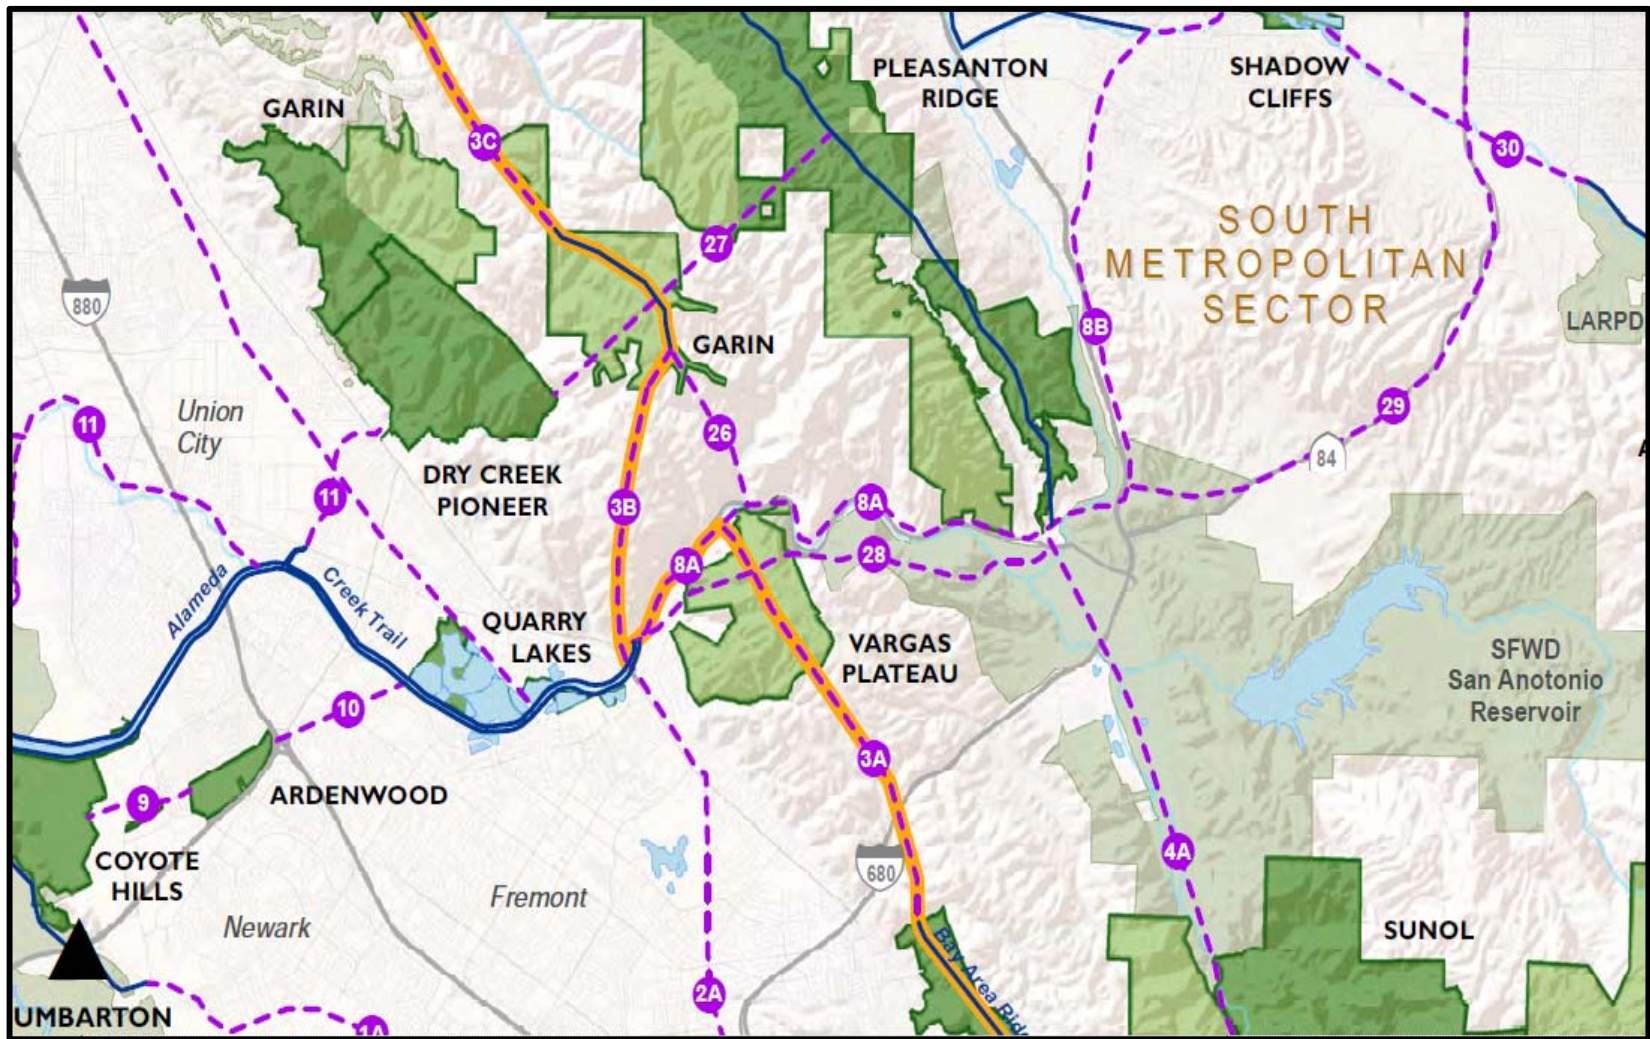 GARIN
3C
PLEASANTON
RIDGE
SHADOW
CLIFFS
30
27
SOUTH
METROPOLITAN
SECTOR
880
8B
LARPD
GARIN
11
Union
City
26
29
84
DRY CREEK
PIONEER
11
3B
8A
28
8A
Alameda
Creek Trail
QUARRY
LAKES
VARGAS
PLATEAU
SFWD
San Anotonio
Reservoir
10
3A
9
ARDENWOOD
COYOTE
HILLS
680
4A
Fremont
Newark
SUNOL
Bay Area Ridg
2A
UMBARTON
1A